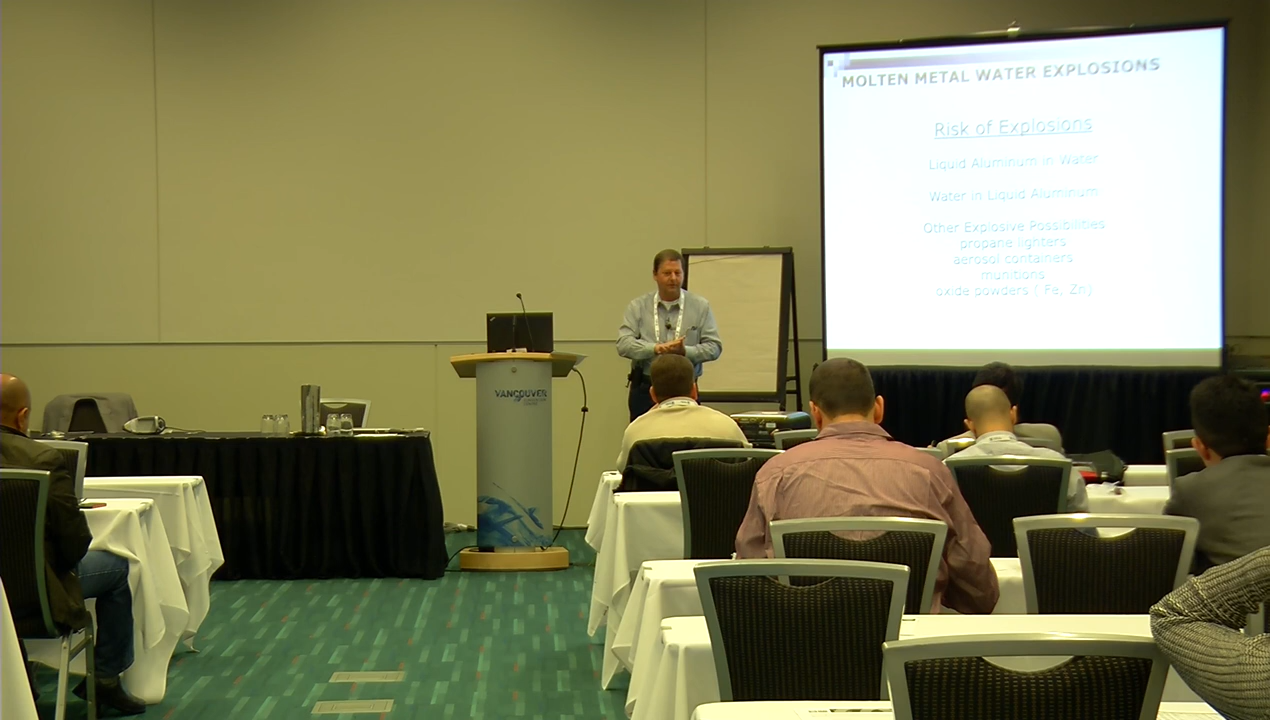 MOLTEN METAL WATER EXPLOSIONS
Risk of Explosions
Liquid Aluminum in Water
Water in Liquid Aluminum
Other Explosive Possibilities
propane lighters
aerosol containers
munitions
oxide powders ( Fe, Zn)
VANCOUVER